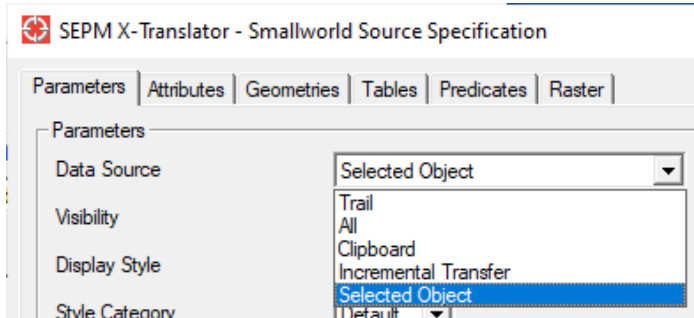 SEPM X-Translator - Smallworld Source Specification
Parameters Attributes Geometries Tables Predicates Raster
Parameters
Data Source Selected Object
Trail
Visibility
All
Clipboard
Display Style
Incremental Transfer
Selected Object
Style Category Default